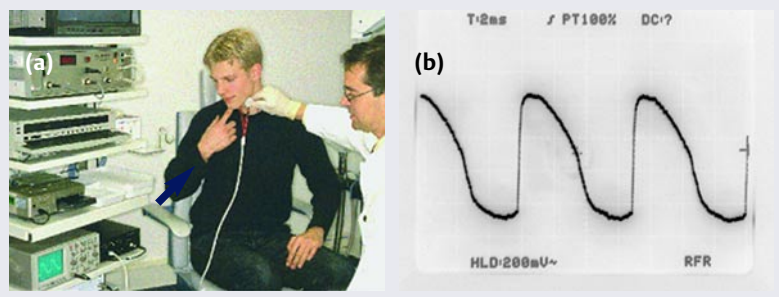 (a)
(b)
T:2ms ∫ PT100% DC:?
HLD:200mV~
RFR